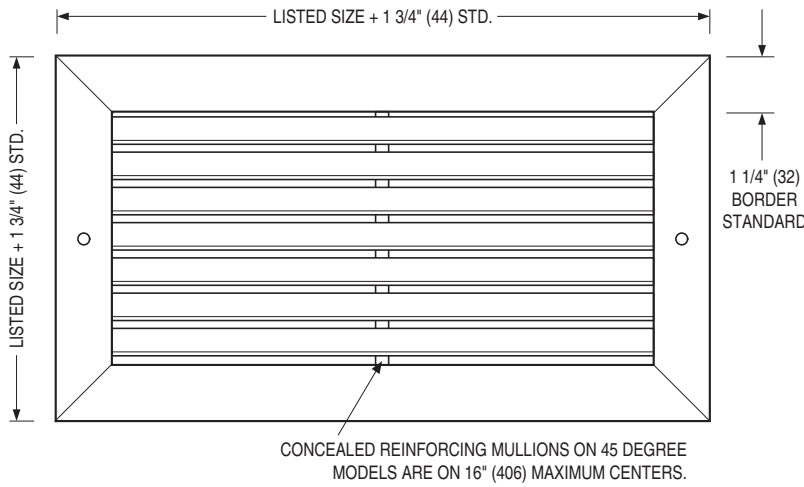 LISTED SIZE + 1 3/4" (44) STD.
LISTED SIZE + 1 3/4" (44) STD.
1 1/4" (32)
BORDER
STANDARD
CONCEALED REINFORCING MULLIONS ON 45 DEGREE
MODELS ARE ON 16" (406) MAXIMUM CENTERS.